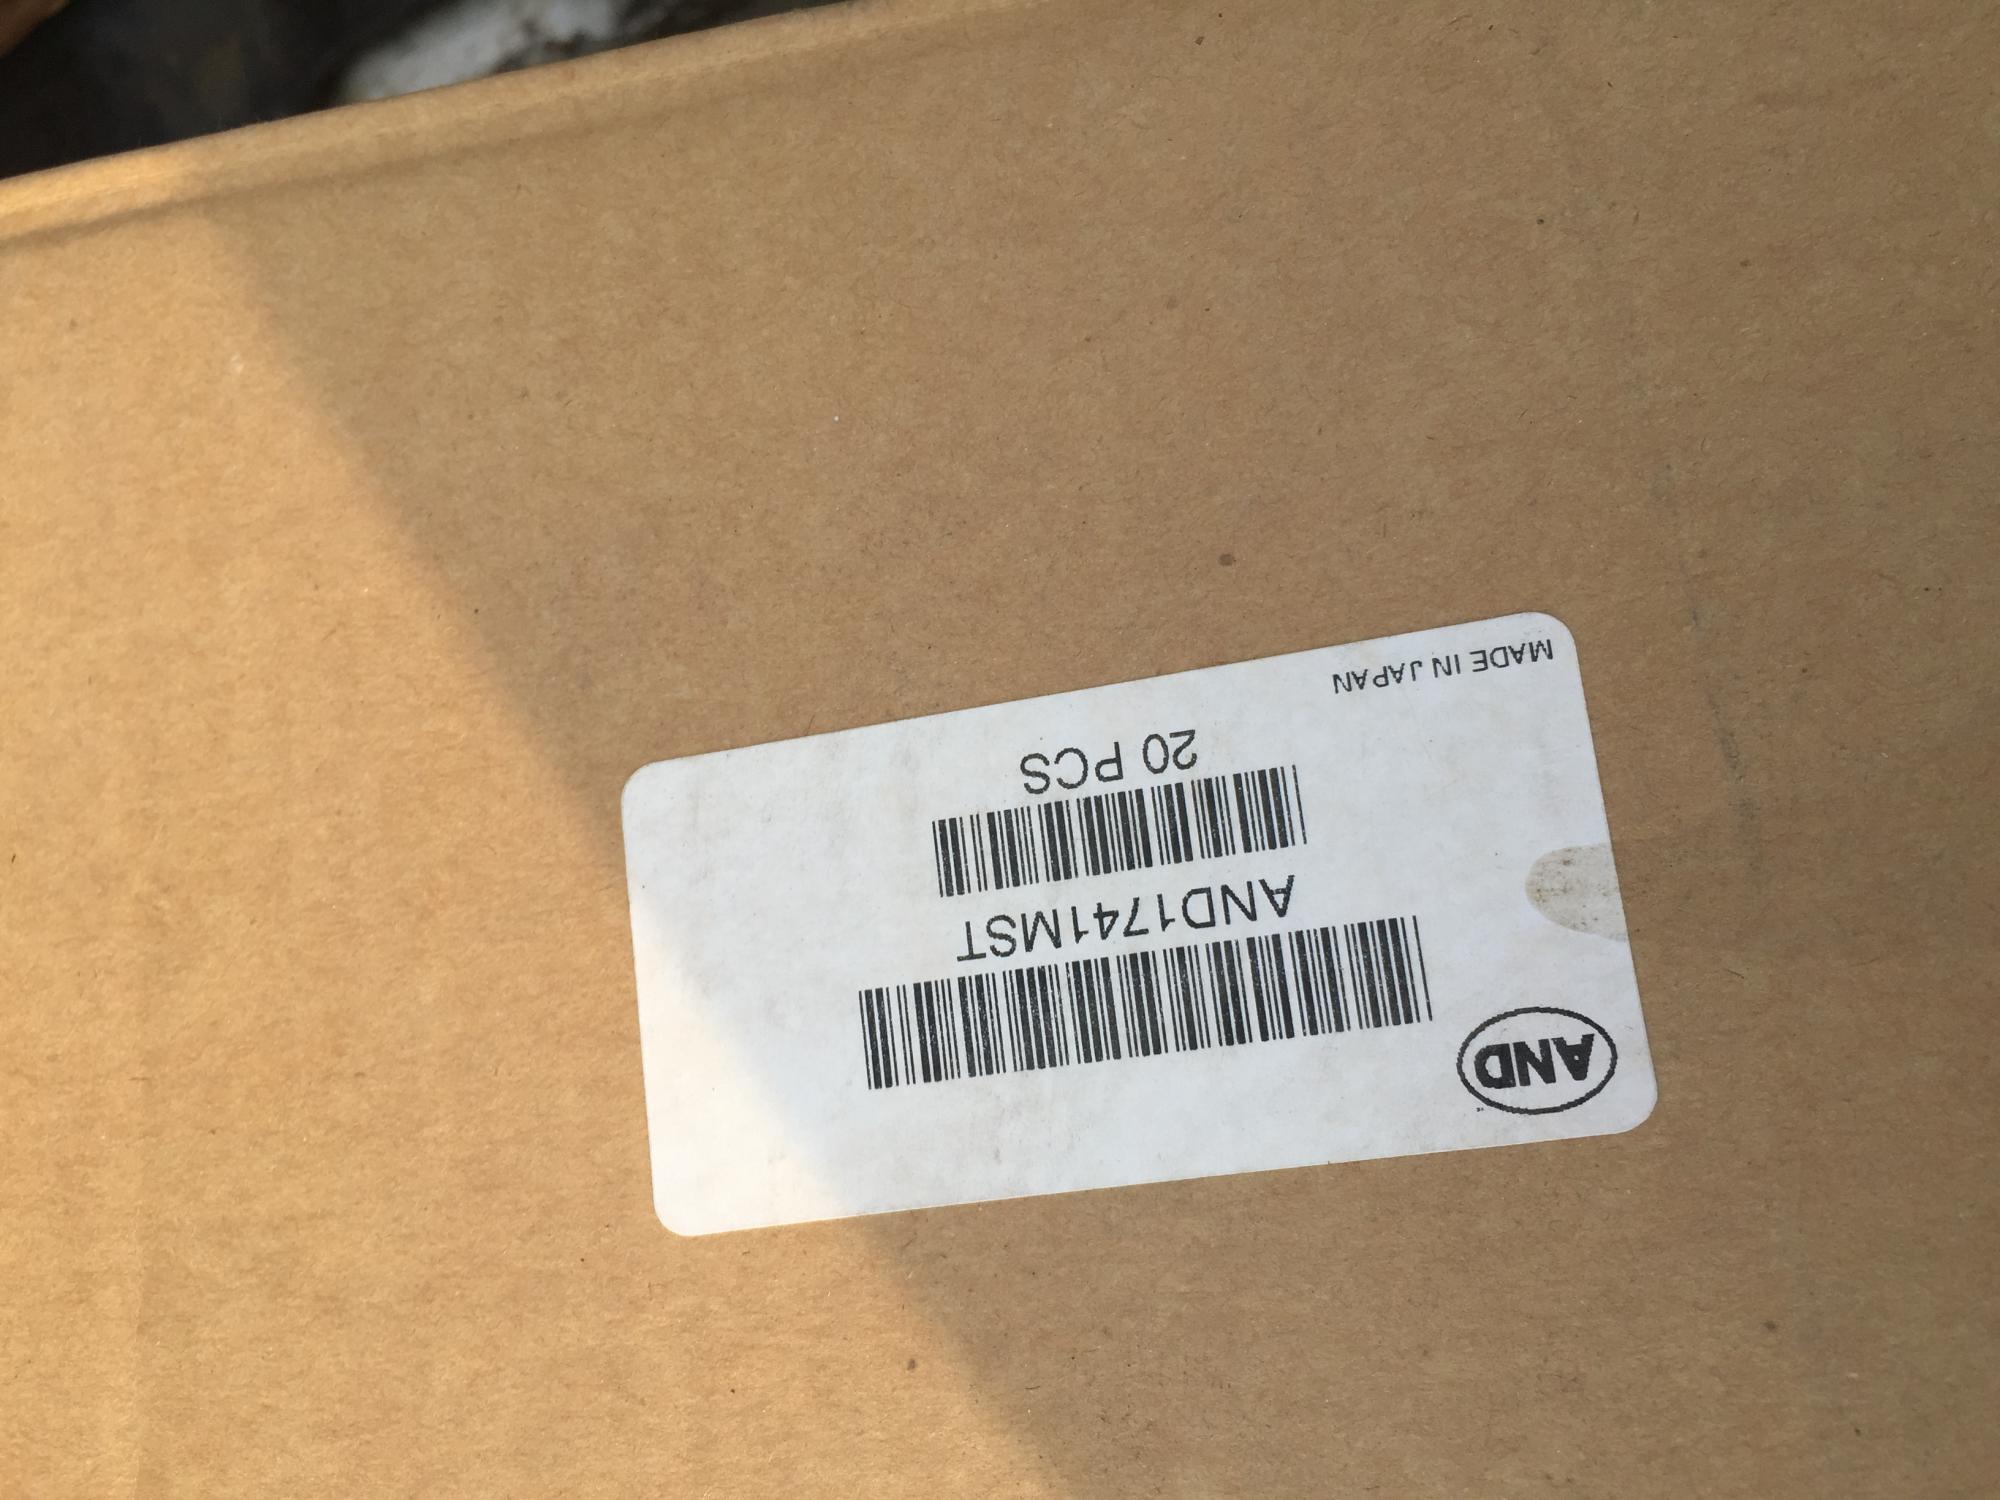 AND
AND1741MST
20 PCS
MADE IN JAPAN